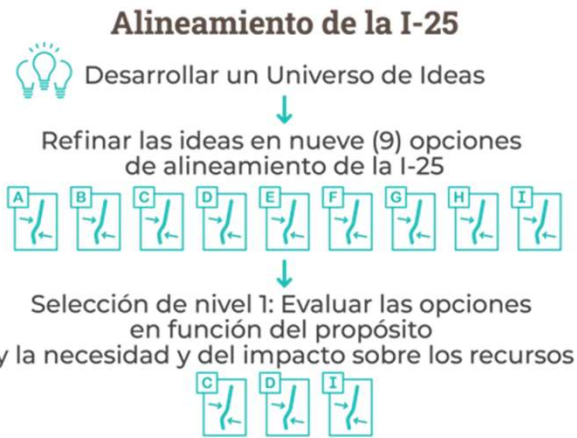 Alineamiento de la I-25
Desarrollar un Universo de Ideas
Refinar las ideas en nueve (9) opciones
de alineamiento de la I-25
A B C D E F G H I
Selección de nivel 1: Evaluar las opciones
en función del propósito
y la necesidad y del impacto sobre los recursos
C D I